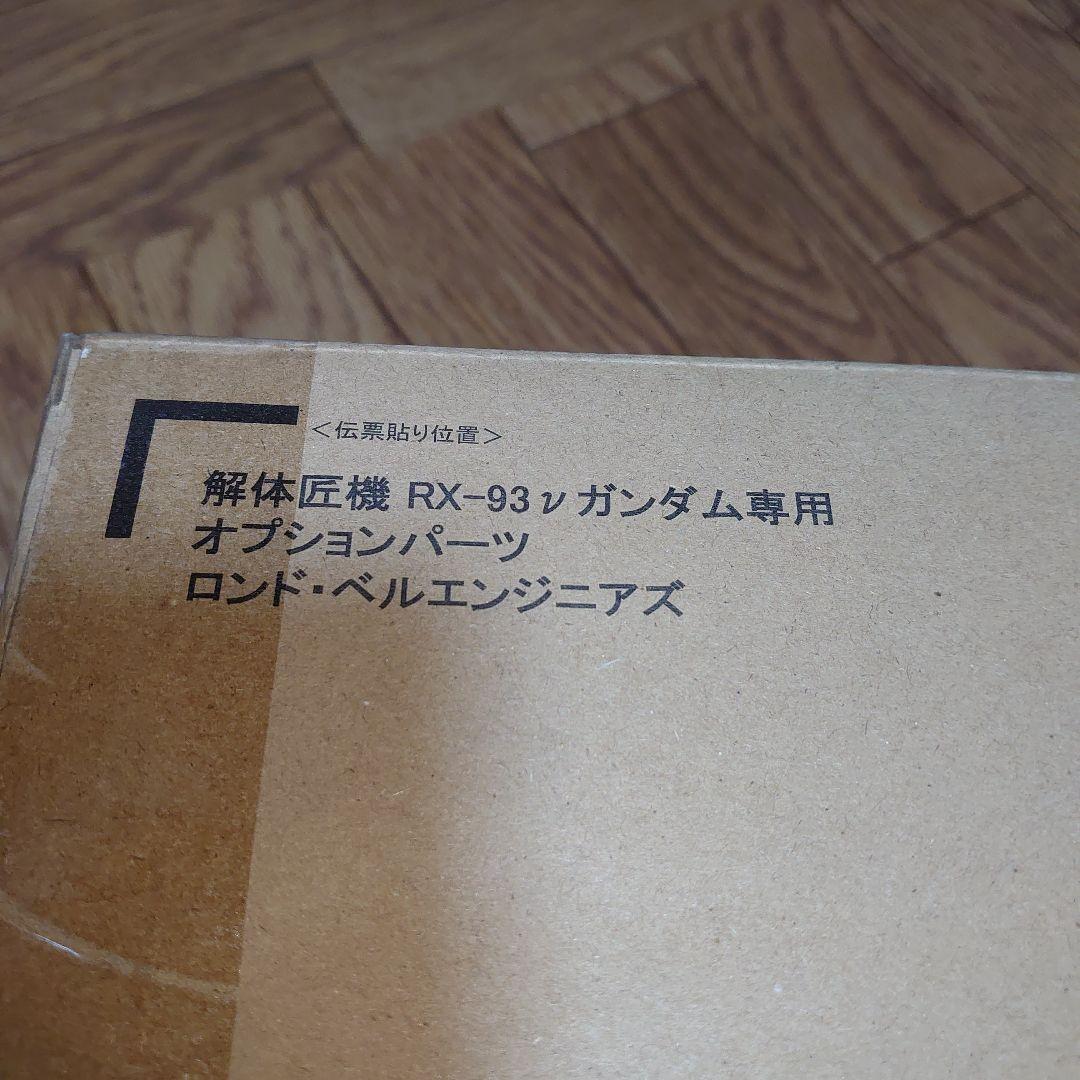 ＜伝票貼り位置＞
解体匠機 RX-93νガンダム専用
オプションパーツ
ロンド・ベルエンジニアズ